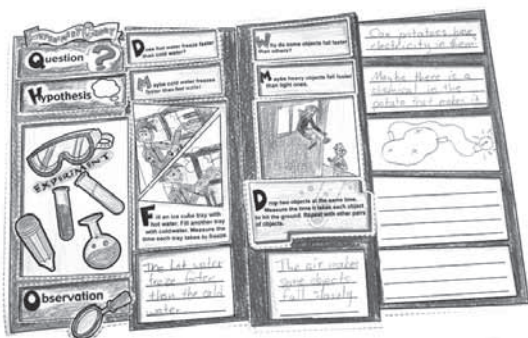 Question
Hypothesis
EXPERIMENT
Observation
Does hot water freeze faster
than cold water?
Maybe cold water freezes
faster than hot water.
Fill an ice cube tray with
hot water. Fill another tray
with cold water. Measure the
time each tray takes to freeze
The hot water
freeze faster
then the cold
water.
Why do some objects fall faster
than others?
Maybe heavy objects fall faster
than light ones.
Drop two objects at the same time.
Measure the time it takes each object
to hit the ground. Repeat with other pairs
of objects.
The air makes
some objects
fall slowly.
Can potatoes have
electricity in them
Maybe there is a
chemical in the
potato that makes it